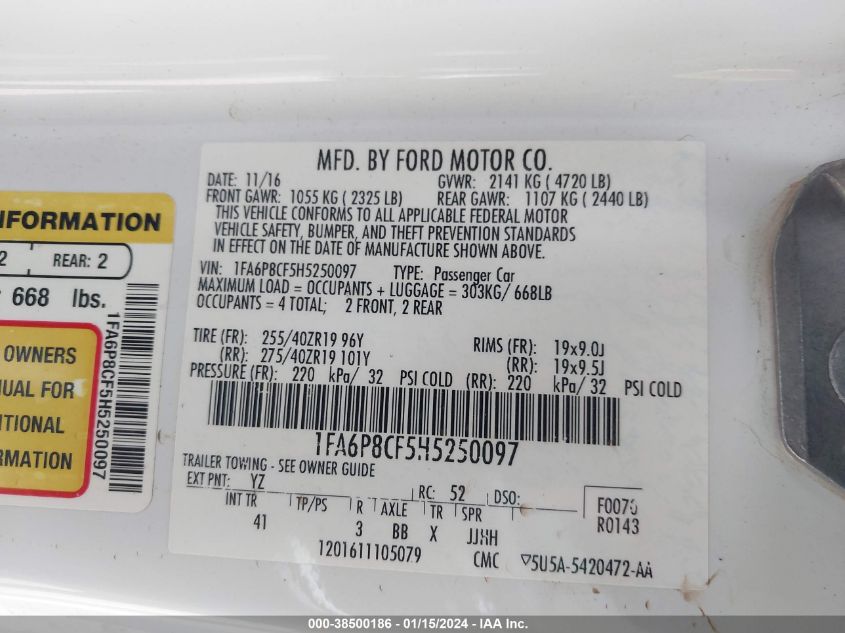 MFD. BY FORD MOTOR CO.
DATE: 11/16 GVWR: 2141 KG ( 4720 LB)
FRONT GAWR: 1055 KG ( 2325 LB) REAR GAWR: 1107 KG ( 2440 LB)
THIS VEHICLE CONFORMS TO ALL APPLICABLE FEDERAL MOTOR
VEHICLE SAFETY, BUMPER, AND THEFT PREVENTION STANDARDS
IN EFFECT ON THE DATE OF MANUFACTURE SHOWN ABOVE.
VIN: 1FA6P8CF5H5250097 TYPE: Passenger Car
MAXIMUM LOAD = OCCUPANTS + LUGGAGE = 303KG/ 668LB
OCCUPANTS = 4 TOTAL; 2 FRONT, 2 REAR
TIRE (FR): 255/40ZR19 96Y RIMS (FR): 19x9.0J
(RR): 275/40ZR19 101Y (RR): 19x9.5J
PRESSURE (FR): 220 kPa/ 32 PSI COLD (RR): 220 kPa/ 32 PSI COLD
1FA6P8CF5H5250097
TRAILER TOWING - SEE OWNER GUIDE
EXT PNT: YZ RC: 52 DSO:
INT TR TP/PS R AXLE TR SPR
41 3 BB X JJHH
F0070
R0143
1201611105079 CMC ▽5U5A-5420472-AA
INFORMATION
2 REAR: 2
668 lbs.
OWNERS
FOR
1FA6P8CF5H5250097
000-38500186 - 01/15/2024 - IAA Inc.